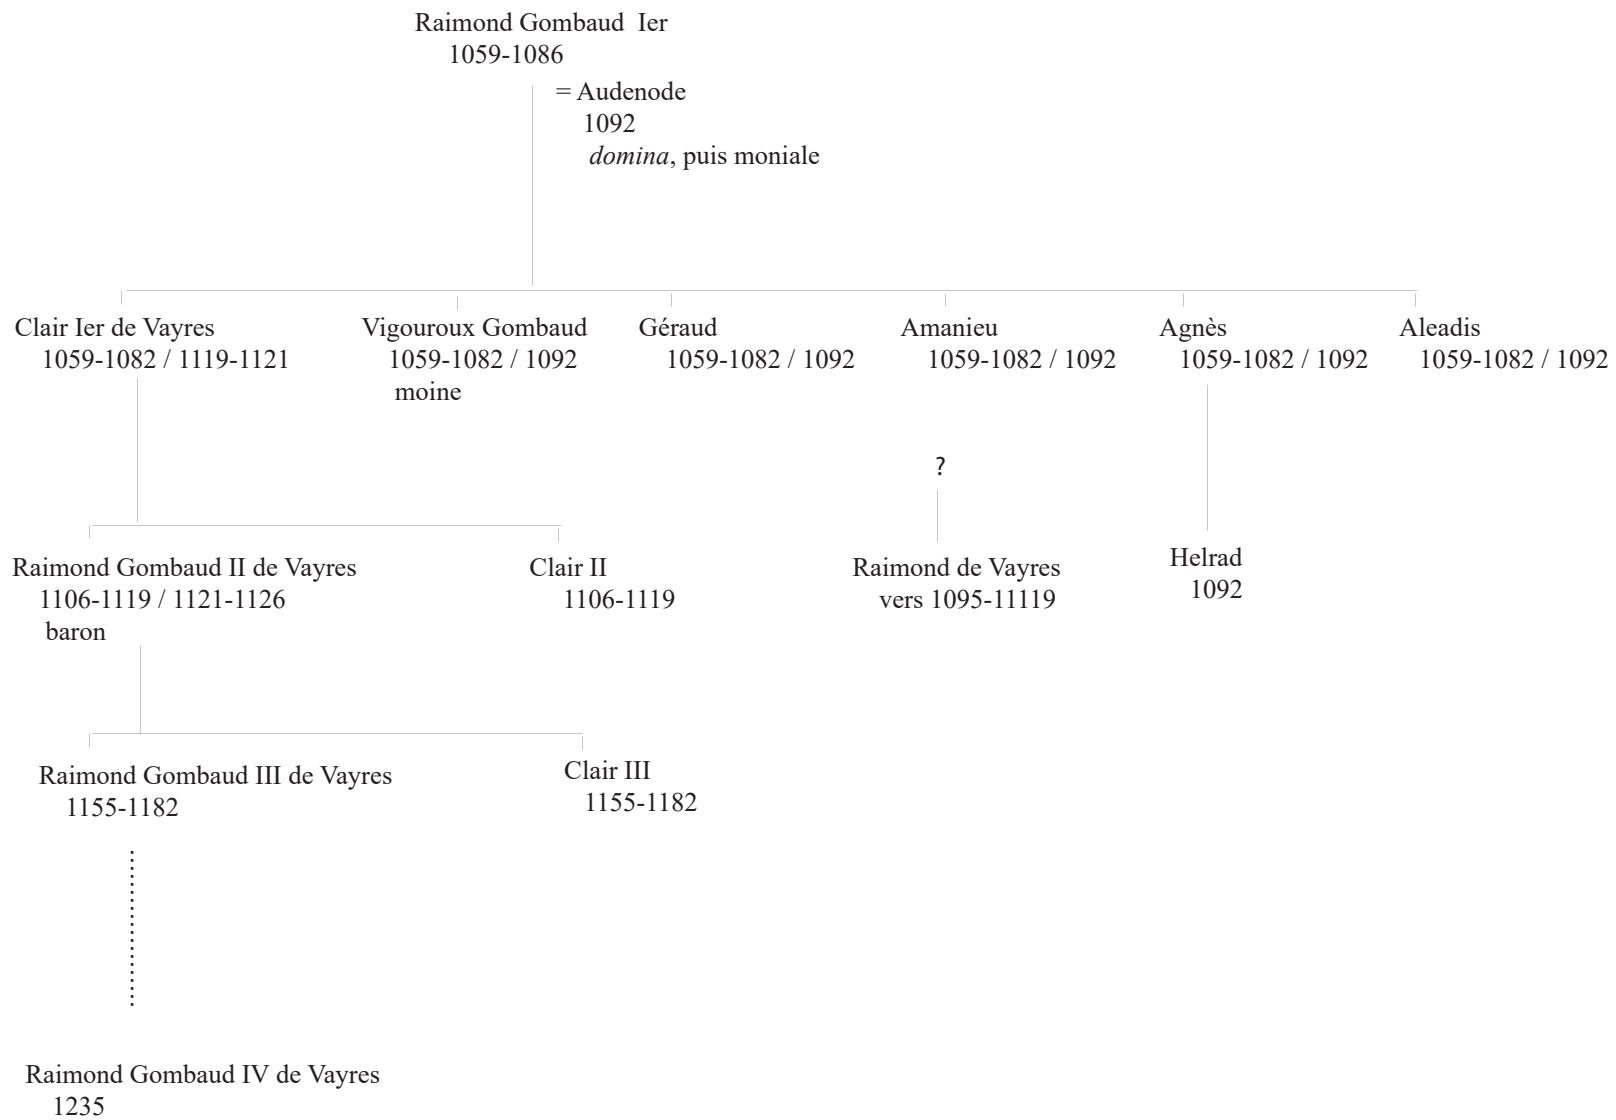 Raimond Gombaud Ier
1059-1086
= Audenode
1092
domina, puis moniale
Clair Ier de Vayres
1059-1082 / 1119-1121
Vigouroux Gombaud
1059-1082 / 1092
moine
Géraud
1059-1082 / 1092
Amanieu
1059-1082 / 1092
Agnès
1059-1082 / 1092
Aleadis
1059-1082 / 1092
?
Raimond Gombaud II de Vayres
1106-1119 / 1121-1126
baron
Clair II
1106-1119
Raimond de Vayres
vers 1095-11119
Helrad
1092
Raimond Gombaud III de Vayres
1155-1182
Clair III
1155-1182
Raimond Gombaud IV de Vayres
1235